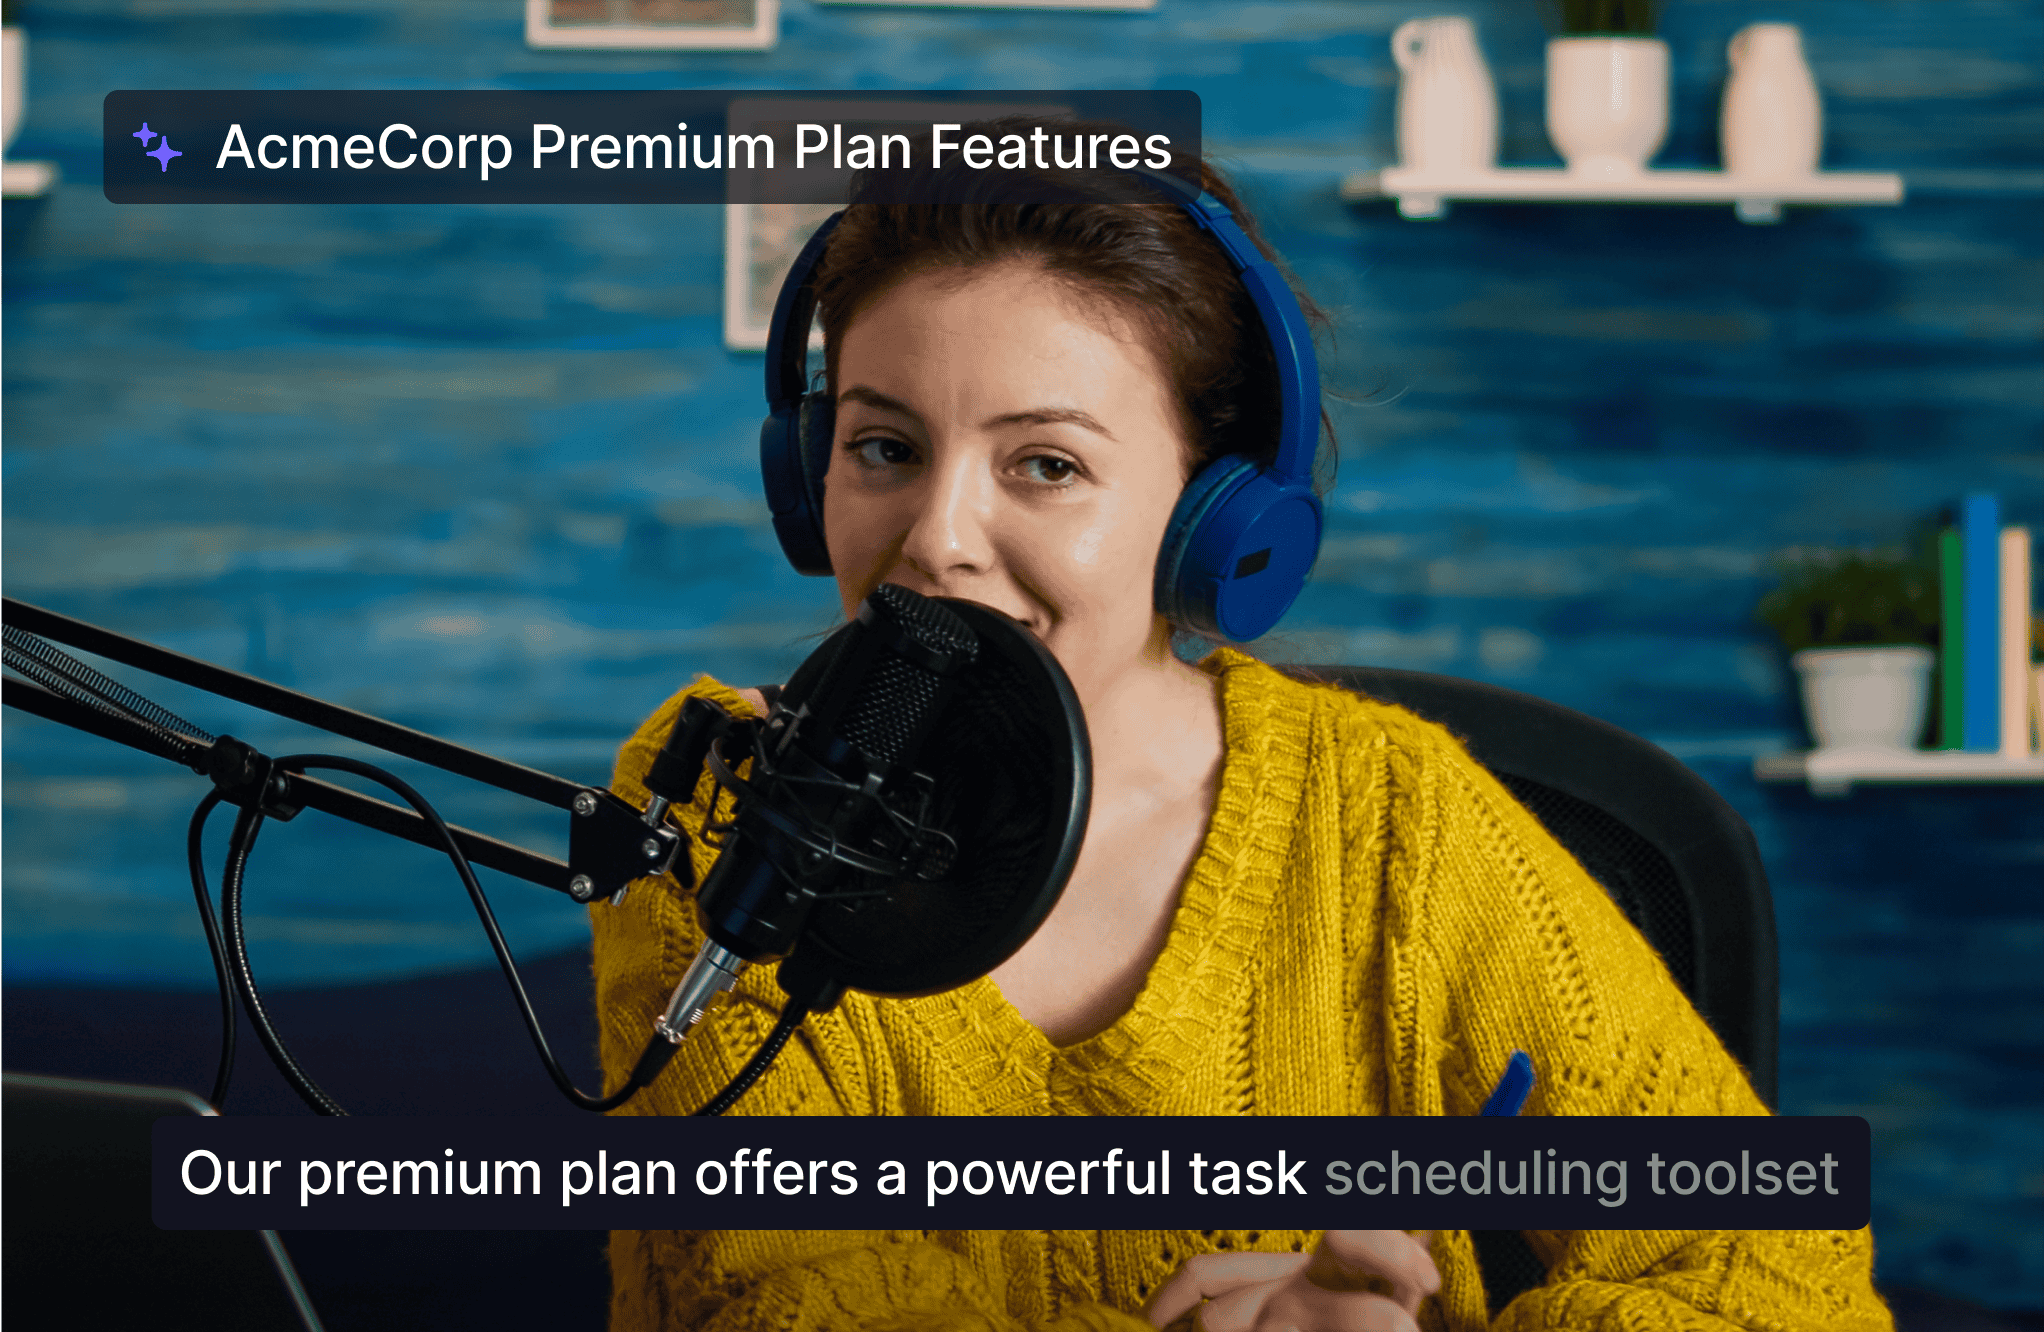 AcmeCorp Premium Plan Features
Our premium plan offers a powerful task scheduling toolset